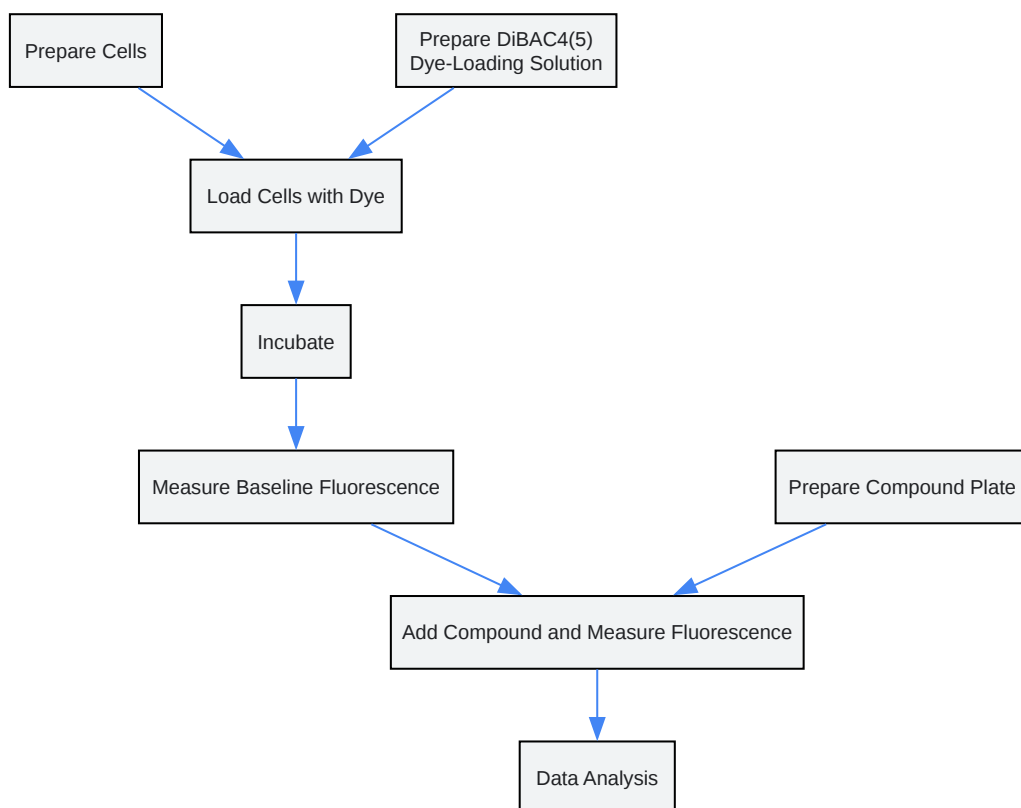 Prepare Cells
Prepare DiBAC4(5)
Dye-Loading Solution
Load Cells with Dye
Incubate
Measure Baseline Fluorescence
Prepare Compound Plate
Add Compound and Measure Fluorescence
Data Analysis